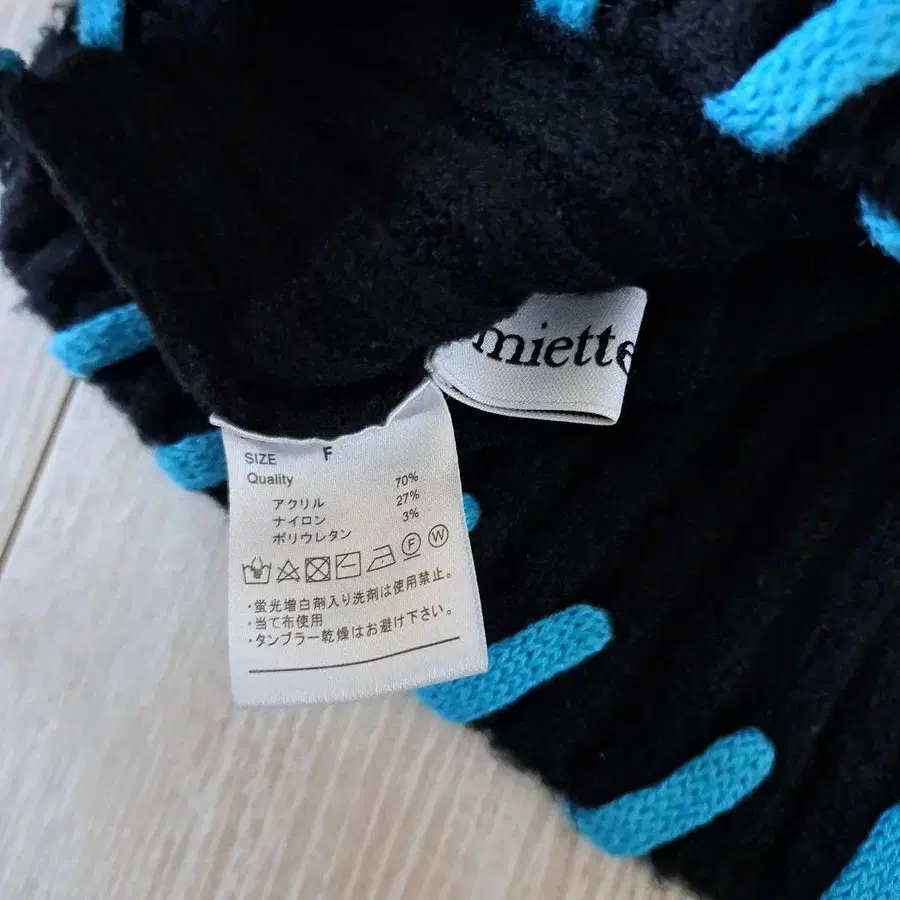 miette
SIZE F
Quality
アクリル 70%
ナイロン 27%
ポリウレタン 3%
F W
・蛍光増白剤入り洗剤は使用禁止。
・当て布使用
・タンブラー乾燥はお避け下さい。